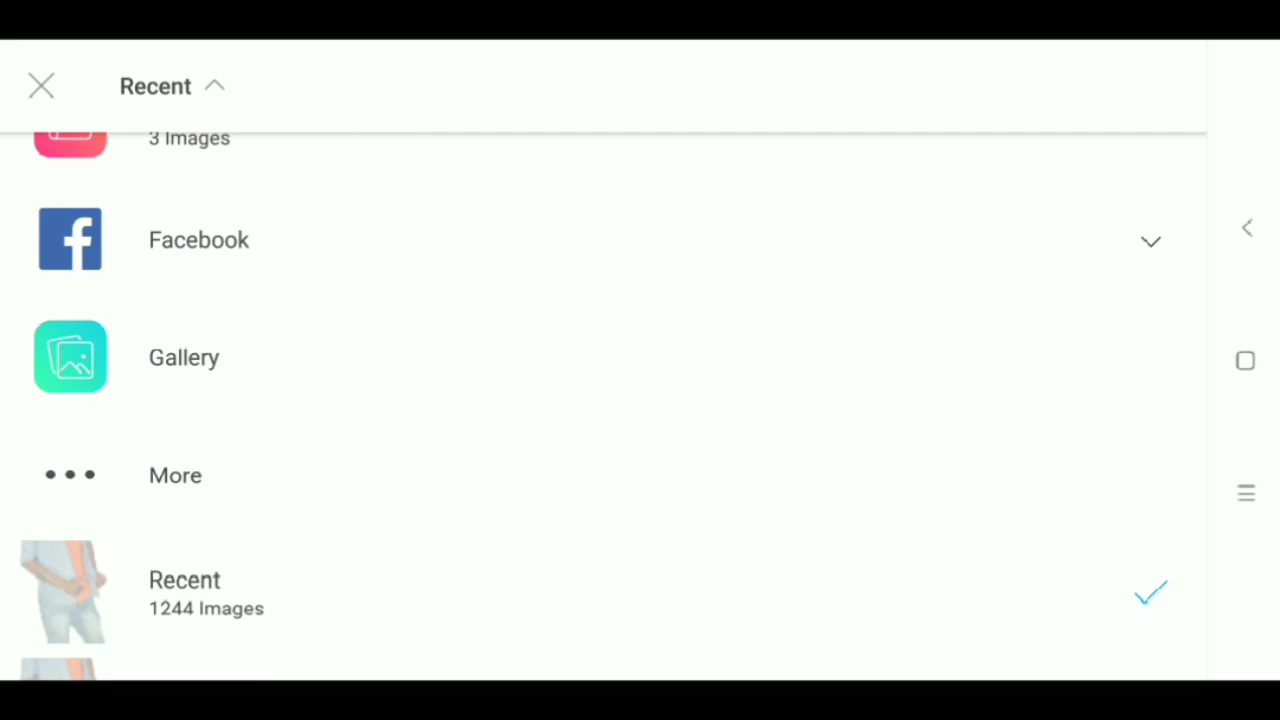 Recent
3 Images
Facebook
Gallery
More
Recent
1244 Images